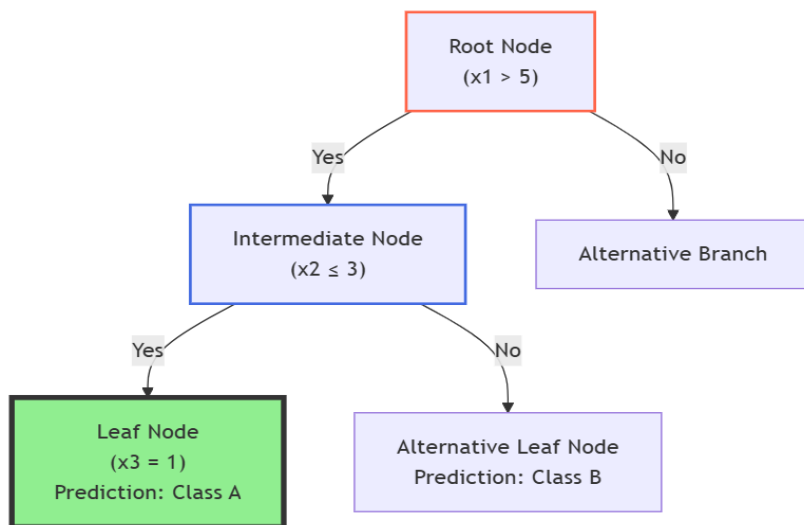 Root Node
(x1 > 5)
Yes
No
Intermediate Node
(x2 ≤ 3)
Alternative Branch
Yes
No
Leaf Node
(x3 = 1)
Prediction: Class A
Alternative Leaf Node
Prediction: Class B